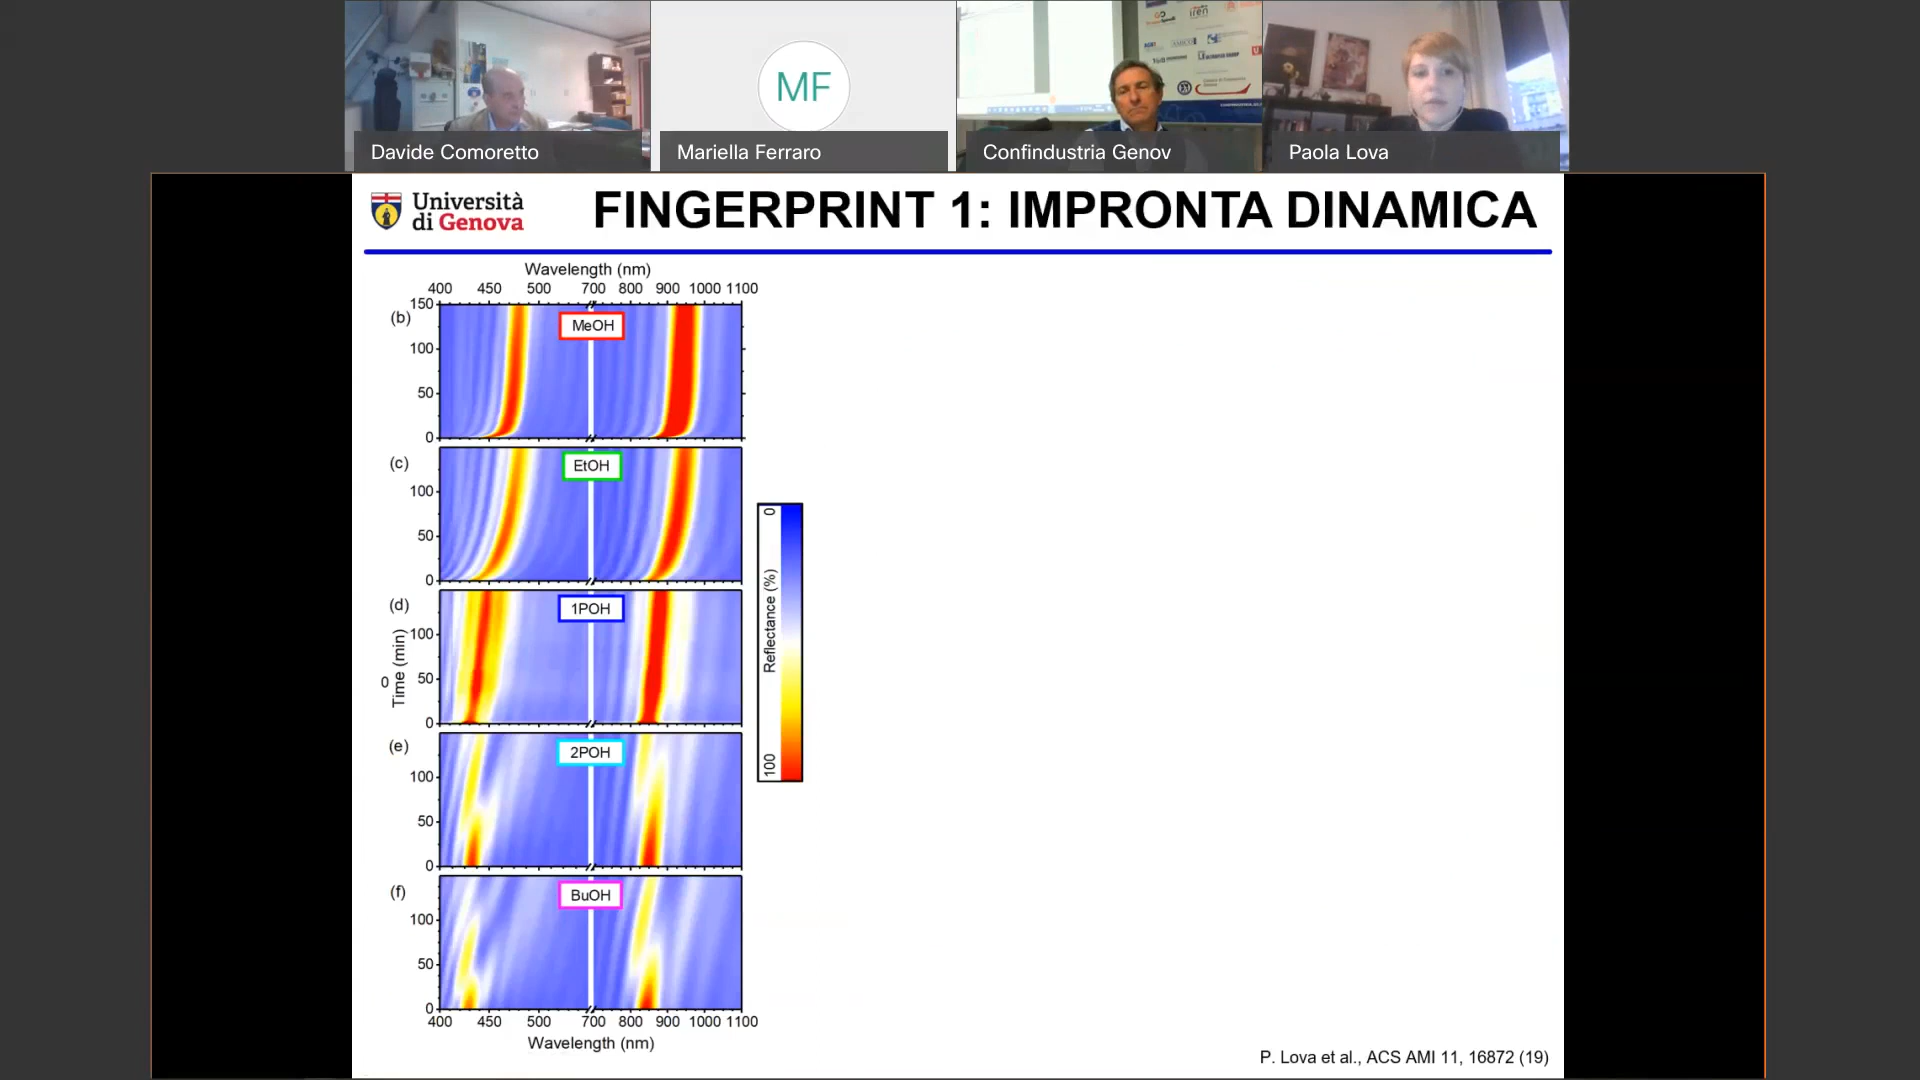 MF
Davide Comoretto
Mariella Ferraro
Confindustria Genov
Paola Lova
iren
Università
di Genova
FINGERPRINT 1: IMPRONTA DINAMICA
Wavelength (nm)
400 450 500 700 800 900 1000 1100
(b)
150
100
50
0
MeOH
(c)
100
50
0
EtOH
(d)
100
50
0
1POH
0
Time (min)
(e)
100
50
0
2POH
(f)
100
50
0
BuOH
400 450 500 700 800 900 1000 1100
Wavelength (nm)
0
Reflectance (%)
100
P. Lova et al., ACS AMI 11, 16872 (19)